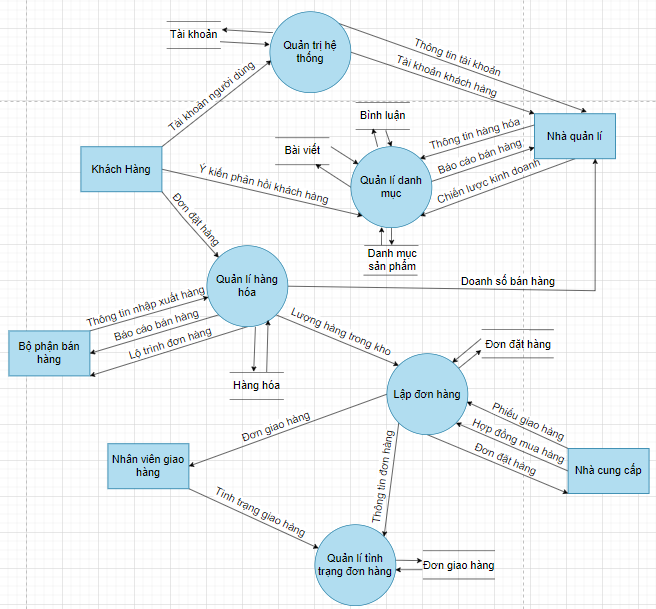 Tài khoản
Quản trị hệ
thống
Thông tin tài khoản
Tài khoản khách hàng
Tài khoản người dùng
Bình luận
Nhà quản lí
Thông tin hàng hóa
Báo cáo bán hàng
Chiến lược kinh doanh
Bài viết
Khách Hàng
Quản lí danh
mục
Ý kiến phản hồi khách hàng
Đơn đặt hàng
Danh mục
sản phẩm
Quản lí hàng
hóa
Doanh số bán hàng
Thông tin nhập xuất hàng
Báo cáo bán hàng
Lộ trình đơn hàng
Bộ phận bán
hàng
Lượng hàng trong kho
Đơn đặt hàng
Hàng hóa
Lập đơn hàng
Phiếu giao hàng
Hợp đồng mua hàng
Đơn đặt hàng
Đơn giao hàng
Nhân viên giao
hàng
Nhà cung cấp
Thông tin đơn hàng
Tình trạng giao hàng
Quản lí tình
trạng đơn hàng
Đơn giao hàng